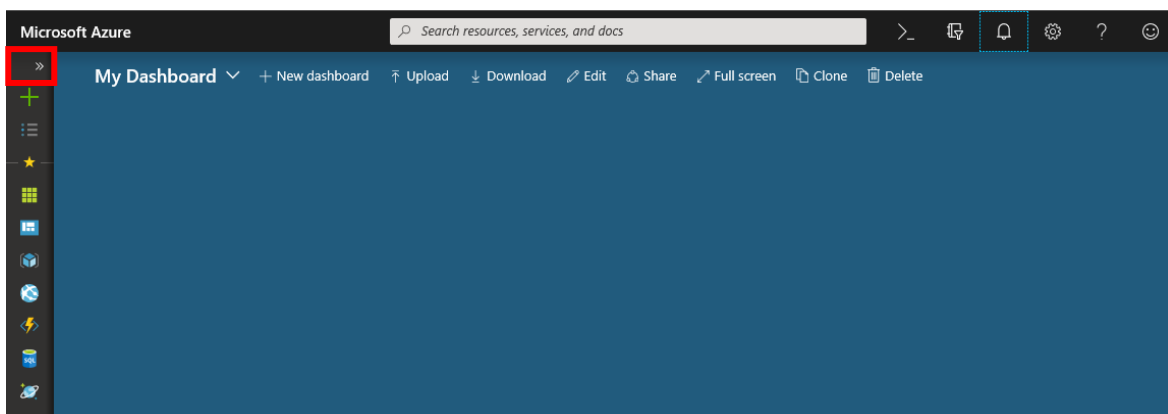 Microsoft Azure
Search resources, services, and docs
My Dashboard
New dashboard
Upload
Download
Edit
Share
Full screen
Clone
Delete
SQL